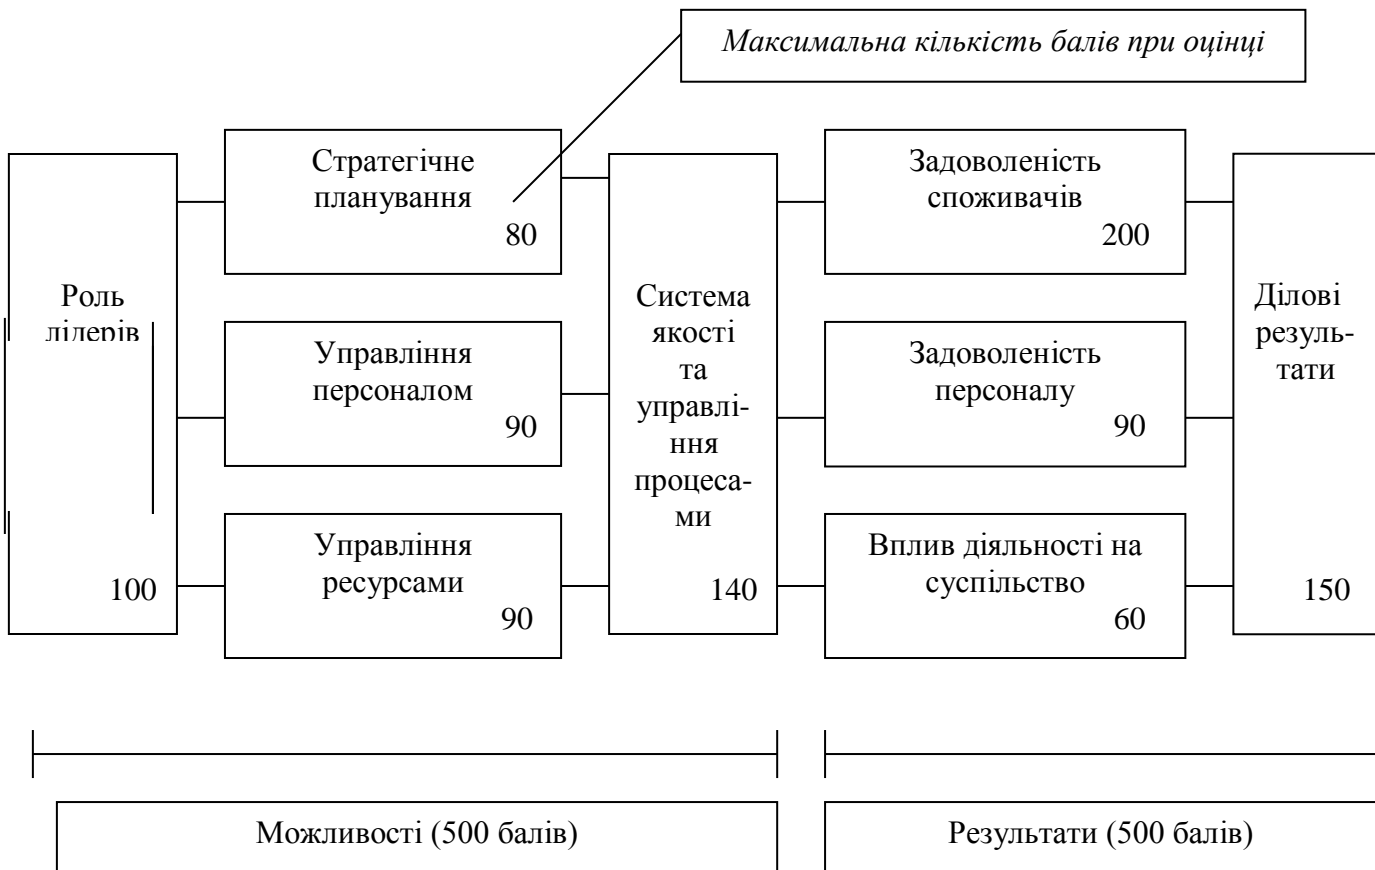 Максимальна кількість балів при оцінці
Роль
лідерів
100
Стратегічне
планування
80
Управління
персоналом
90
Управління
ресурсами
90
Система
якості
та
управлі-
ння
процеса-
ми
140
Задоволеність
споживачів
200
Задоволеність
персоналу
90
Вплив діяльності на
суспільство
60
Ділові
резуль-
тати
150
Можливості (500 балів)
Результати (500 балів)